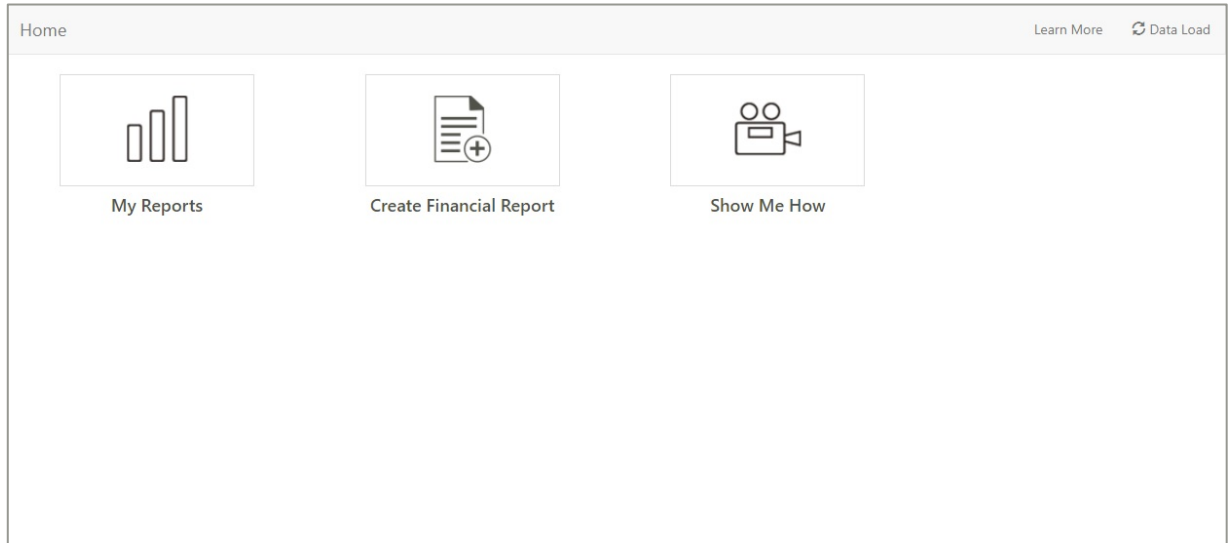 Home
Learn More
Data Load
My Reports
Create Financial Report
Show Me How